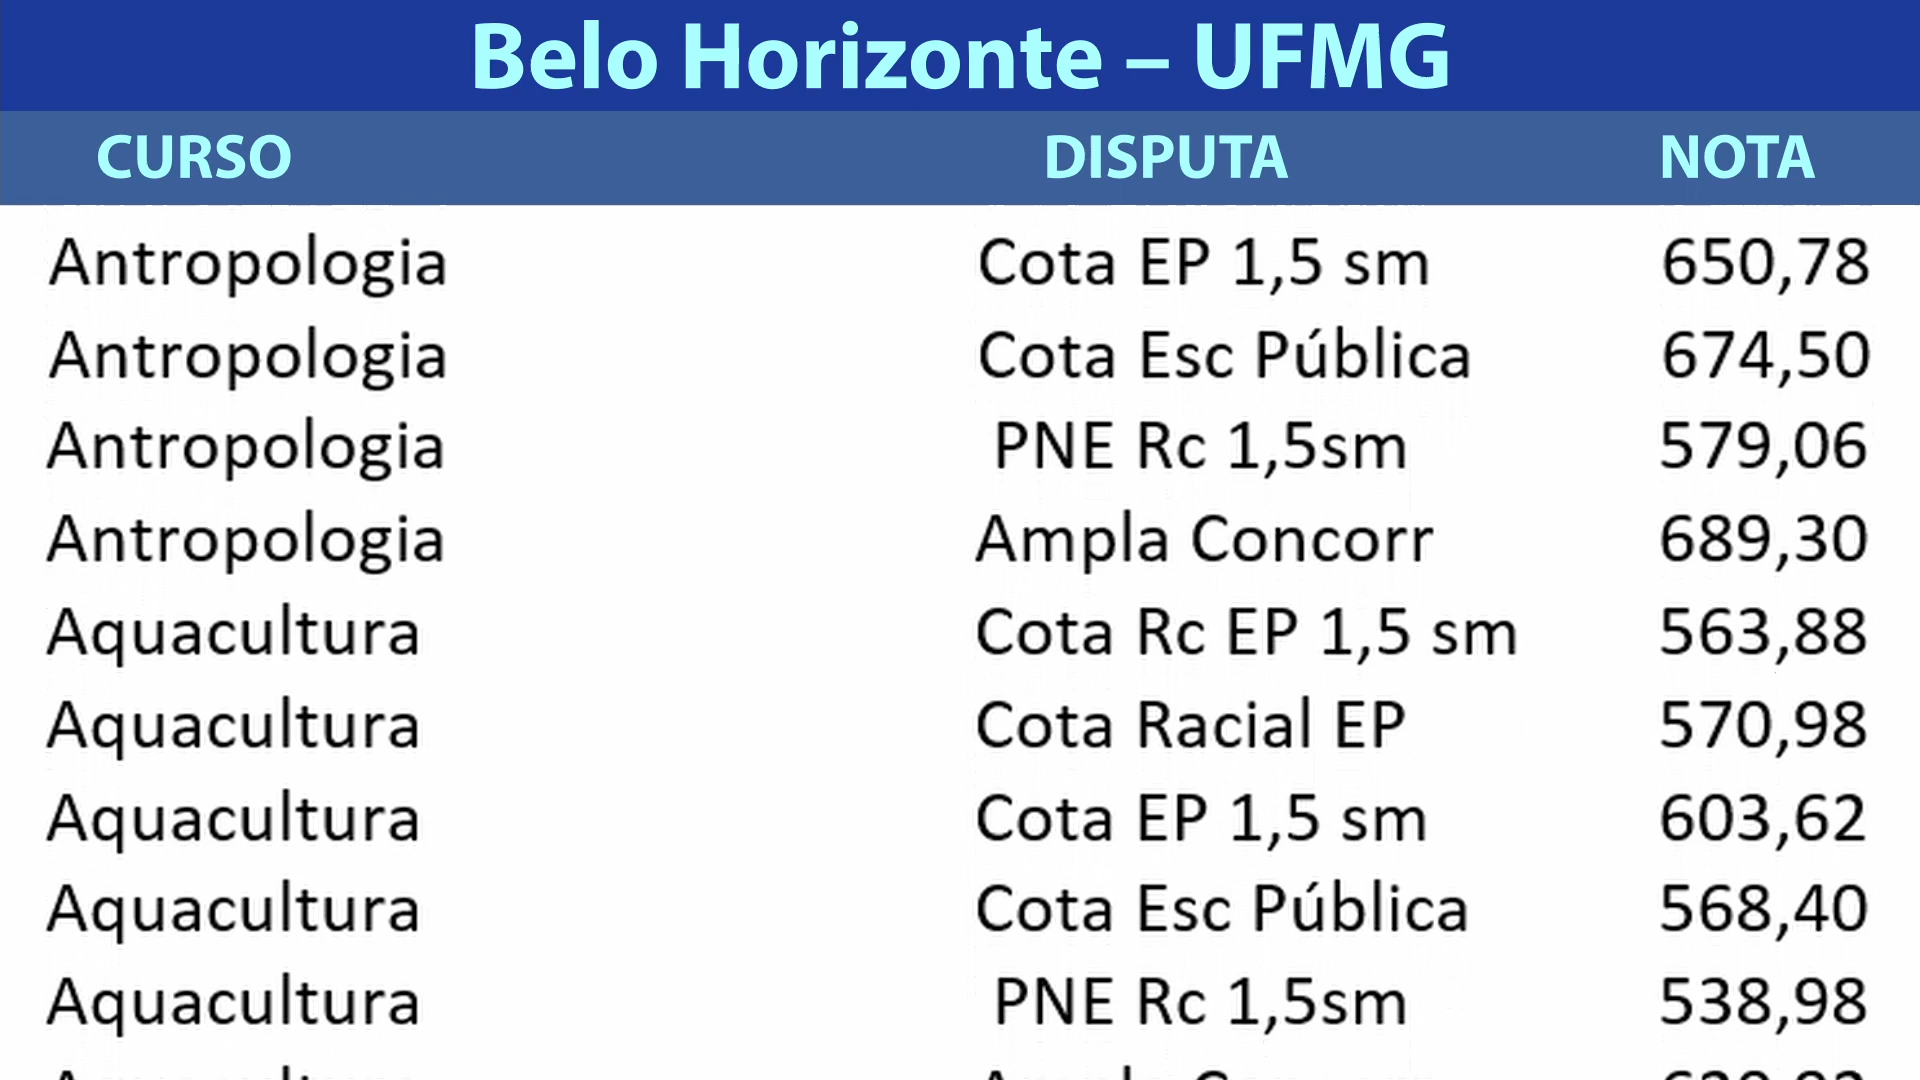 Belo Horizonte – UFMG
CURSO DISPUTA NOTA
Antropologia Cota EP 1,5 sm 650,78
Antropologia Cota Esc Pública 674,50
Antropologia PNE Rc 1,5sm 579,06
Antropologia Ampla Concorr 689,30
Aquacultura Cota Rc EP 1,5 sm 563,88
Aquacultura Cota Racial EP 570,98
Aquacultura Cota EP 1,5 sm 603,62
Aquacultura Cota Esc Pública 568,40
Aquacultura PNE Rc 1,5sm 538,98